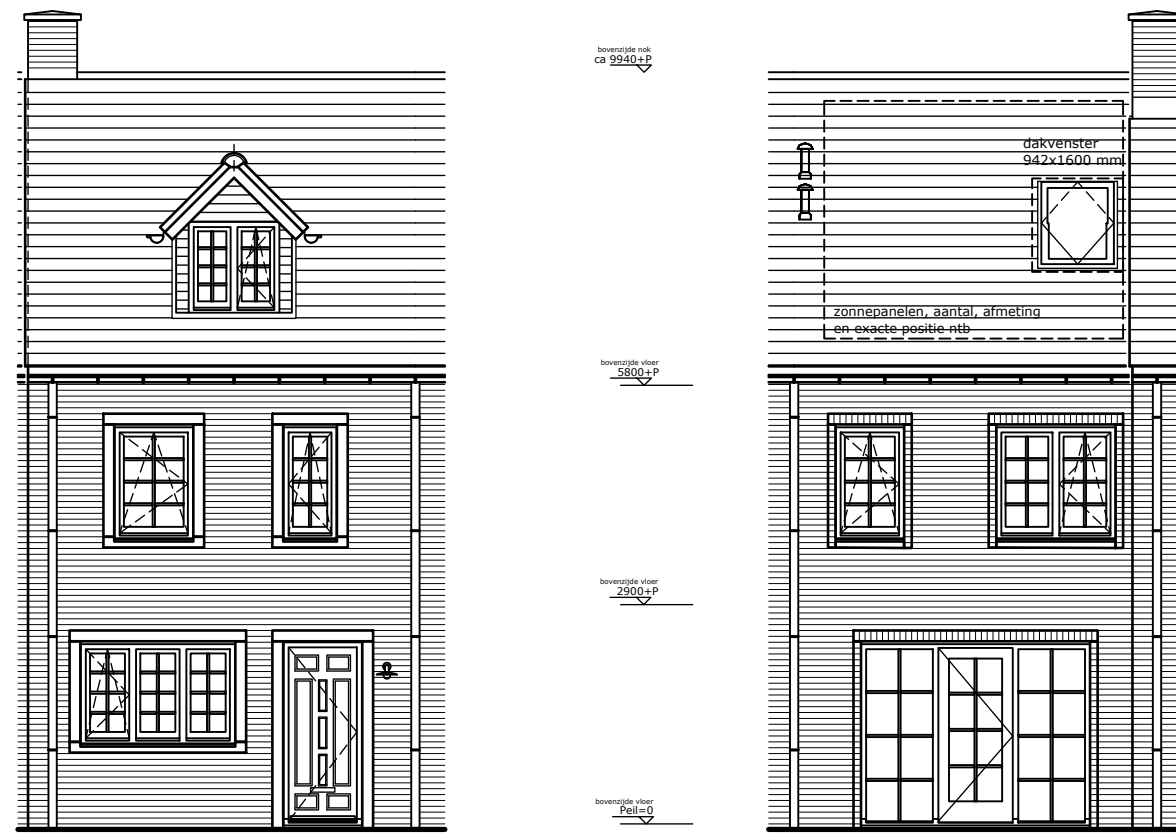 bovenzijde nok
ca 9940+P
dakvenster
942x1600 mm
zonnepanelen, aantal, afmeting
en exacte positie ntb
bovenzijde vloer
5800+P
bovenzijde vloer
2900+P
bovenzijde vloer
Peil=0